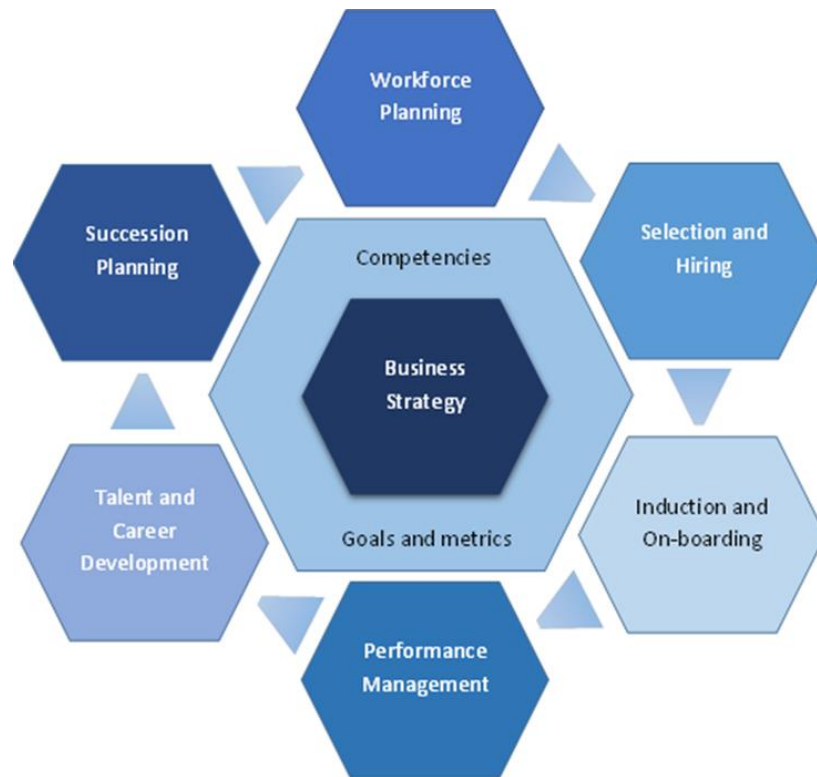 Workforce
Planning
Succession
Planning
Selection and
Hiring
Competencies
Business
Strategy
Goals and metrics
Talent and
Career
Development
Induction and
On-boarding
Performance
Management